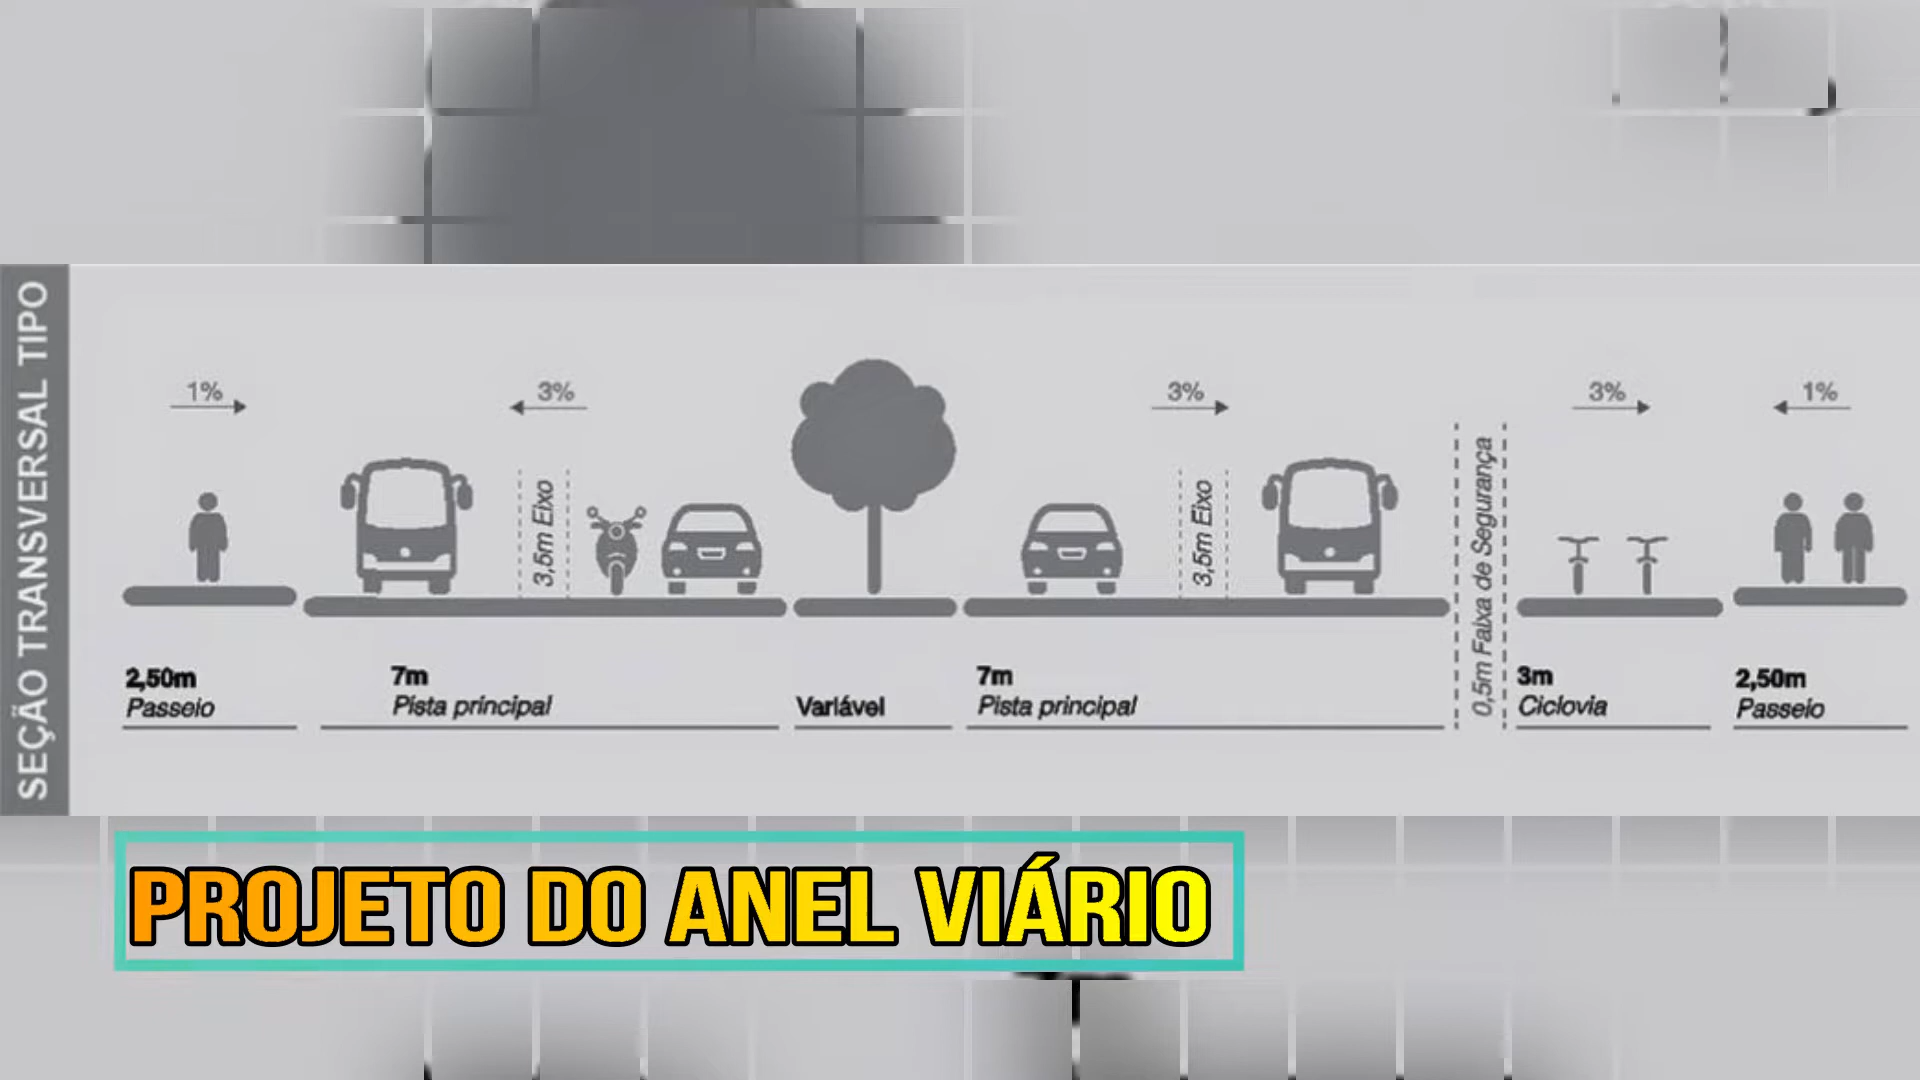 SEÇÃO TRANSVERSAL TIPO
1%
3%
3%
3%
1%
3,5m Eixo
3,5m Eixo
0,5m Faixa de Segurança
2,50m
Passeio
7m
Pista principal
Variável
7m
Pista principal
3m
Ciclovia
2,50m
Passeio
PROJETO DO ANEL VIÁRIO